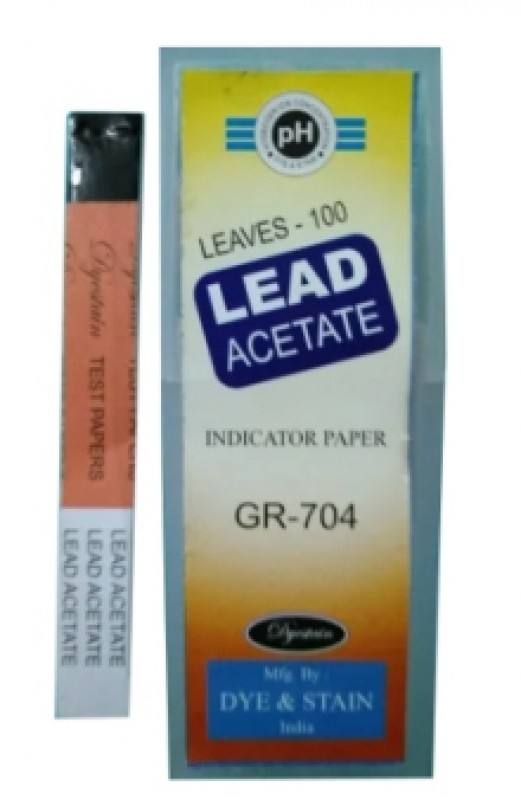 pH
LEAVES - 100
LEAD
ACETATE
INDICATOR PAPER
GR-704
Dyestain
Mfg. By :
DYE & STAIN
India
Dyestain TEST PAPERS
LEAD ACETATE
LEAD ACETATE
LEAD ACETATE